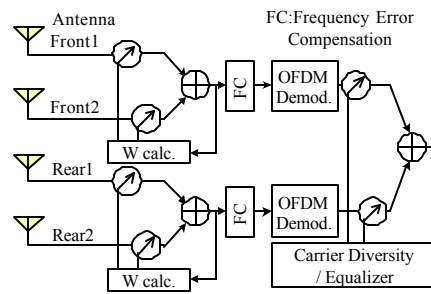 Antenna
FC:Frequency Error
Compensation
Front1
Front2
W calc.
FC
OFDM
Demod.
Rear1
Rear2
W calc.
FC
OFDM
Demod.
Carrier Diversity
/ Equalizer